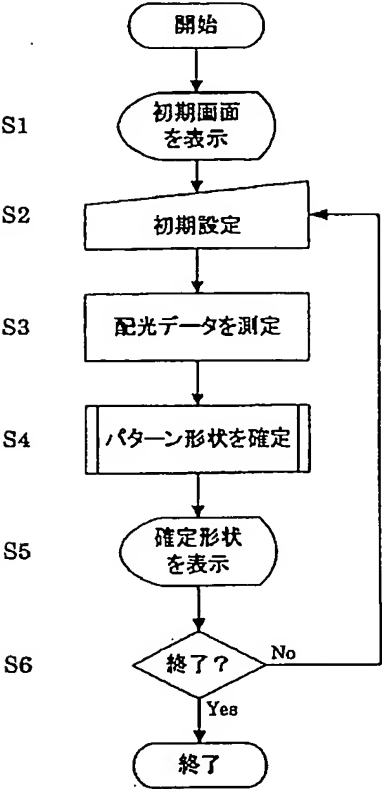 開始
S1
初期画面
を表示
S2
初期設定
S3
配光データを測定
S4
パターン形状を確定
S5
確定形状
を表示
S6
終了？
No
Yes
終了